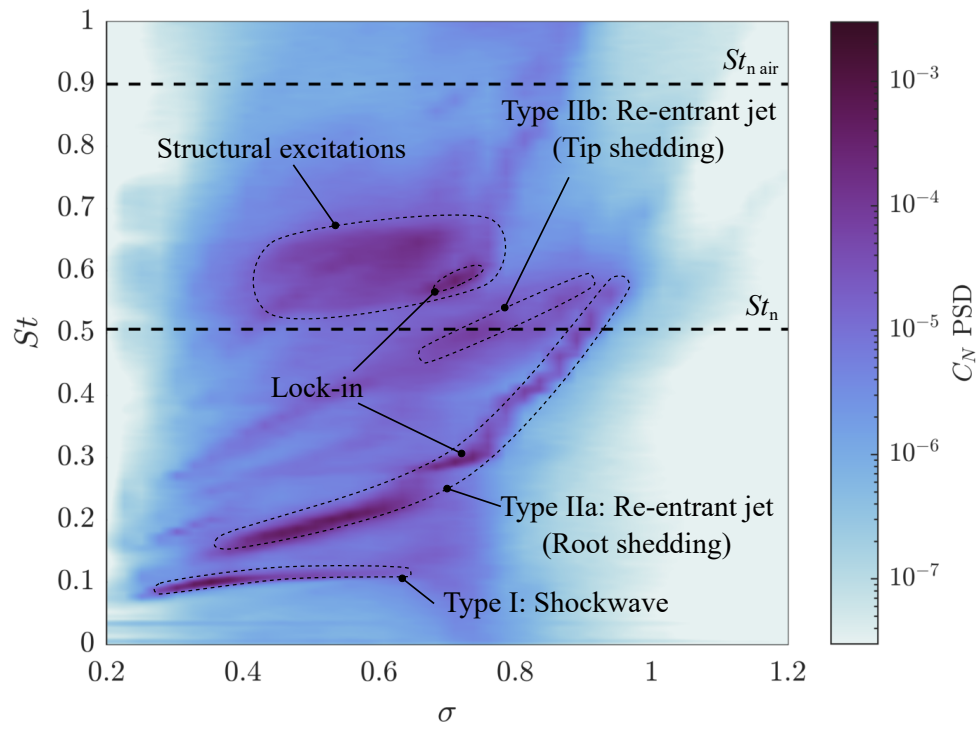 1
0.9
0.8
0.7
0.6
0.5
0.4
0.3
0.2
0.1
0
St
0.2
0.4
0.6
0.8
1
1.2
σ
St_n air
Type IIb: Re-entrant jet
(Tip shedding)
Structural excitations
St_n
Lock-in
Type IIa: Re-entrant jet
(Root shedding)
Type I: Shockwave
10^-3
10^-4
10^-5
10^-6
10^-7
C_N PSD